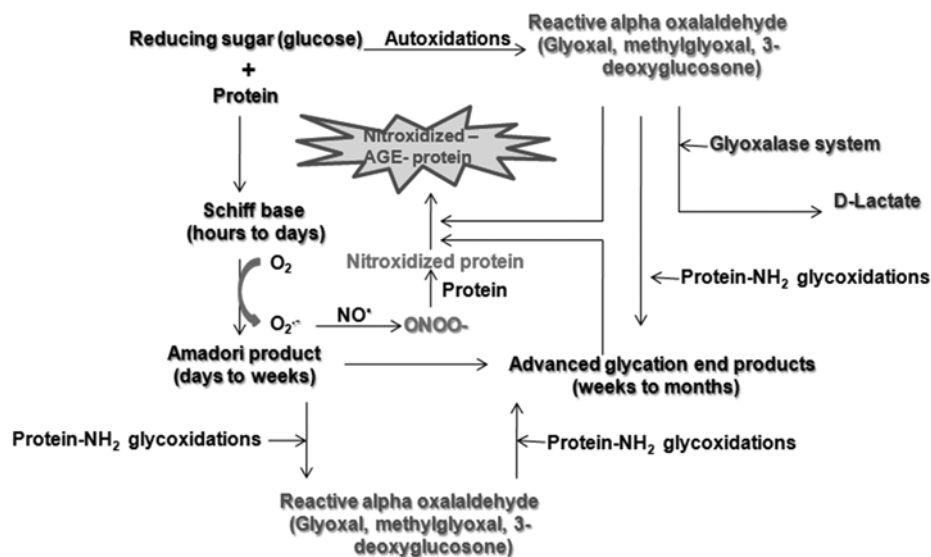 Reactive alpha oxalaldehyde
(Glyoxal, methylglyoxal, 3-
deoxyglucosone)
Reducing sugar (glucose)
Autoxidations
+
Protein
Nitroxidized –
AGE- protein
Glyoxalase system
D-Lactate
Schiff base
(hours to days)
O₂
Nitroxidized protein
Protein
Protein-NH₂ glycoxidations
O₂·-
NO•
ONOO-
Amadori product
(days to weeks)
Advanced glycation end products
(weeks to months)
Protein-NH₂ glycoxidations
Protein-NH₂ glycoxidations
Reactive alpha oxalaldehyde
(Glyoxal, methylglyoxal, 3-
deoxyglucosone)